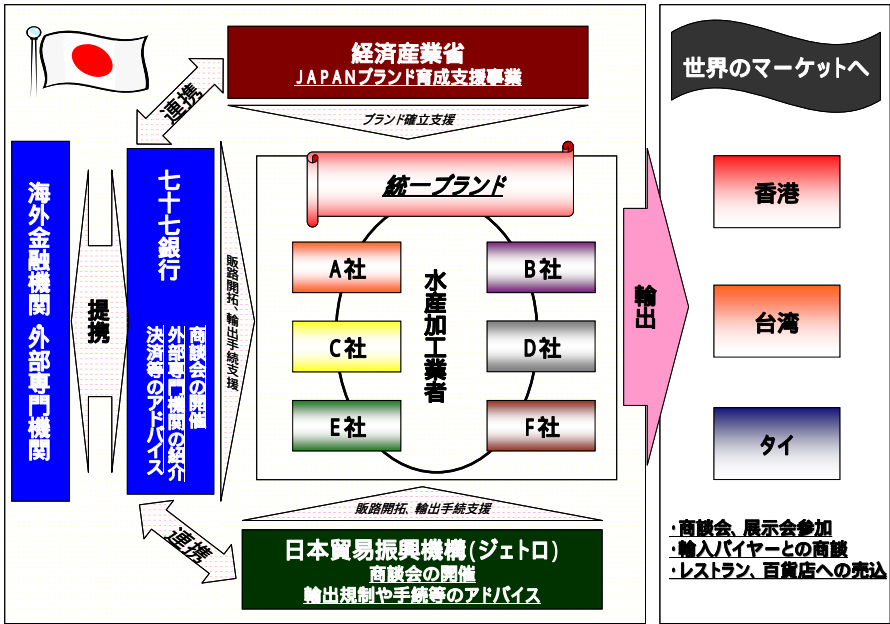 経済産業省
JAPANブランド育成支援事業
連携
ブランド確立支援
海外金融機関・外部専門機関
提携
七十七銀行
商談会の開催
外部専門機関の紹介
決済等のアドバイス
販路開拓、輸出手続支援
統一ブランド
A社
B社
C社
D社
E社
F社
水産加工業者
販路開拓、輸出手続支援
連携
日本貿易振興機構(ジェトロ)
商談会の開催
輸出規制や手続等のアドバイス
輸出
世界のマーケットへ
香港
台湾
タイ
・商談会、展示会参加
・輸入バイヤーとの商談
・レストラン、百貨店への売込